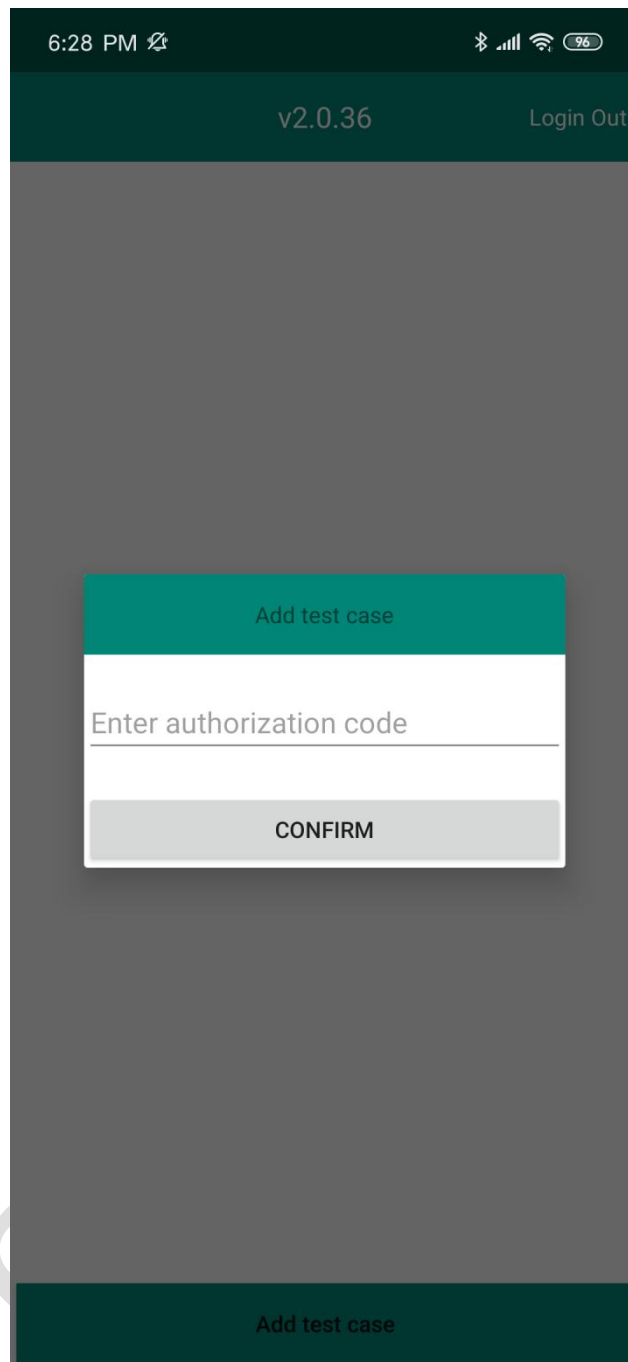 6:28 PM 96
v2.0.36 Login Out
Add test case
Enter authorization code
CONFIRM
Add test case